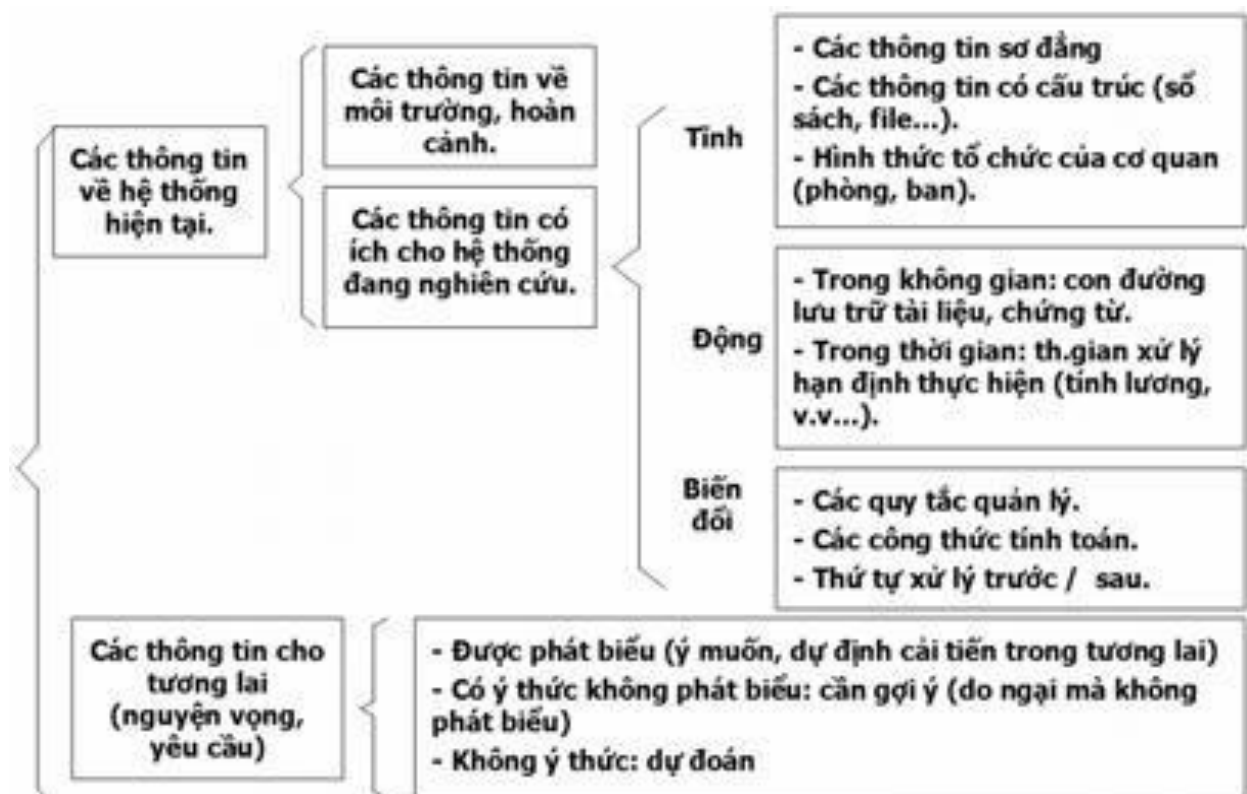 Các thông tin
về hệ thống
hiện tại.
Các thông tin về
môi trường, hoàn
cảnh.
Các thông tin có
ích cho hệ thống
đang nghiên cứu.
Tĩnh
- Các thông tin sơ đẳng
- Các thông tin có cấu trúc (sổ
sách, file...).
- Hình thức tổ chức của cơ quan
(phòng, ban).
Động
- Trong không gian: con đường
lưu trữ tài liệu, chứng từ.
- Trong thời gian: th.gian xử lý
hạn định thực hiện (tính lương,
v.v...).
Biến
đổi
- Các quy tắc quản lý.
- Các công thức tính toán.
- Thứ tự xử lý trước / sau.
Các thông tin cho
tương lai
(nguyện vọng,
yêu cầu)
- Được phát biểu (ý muốn, dự định cải tiến trong tương lai)
- Có ý thức không phát biểu: cần gợi ý (do ngại mà không
phát biểu)
- Không ý thức: dự đoán